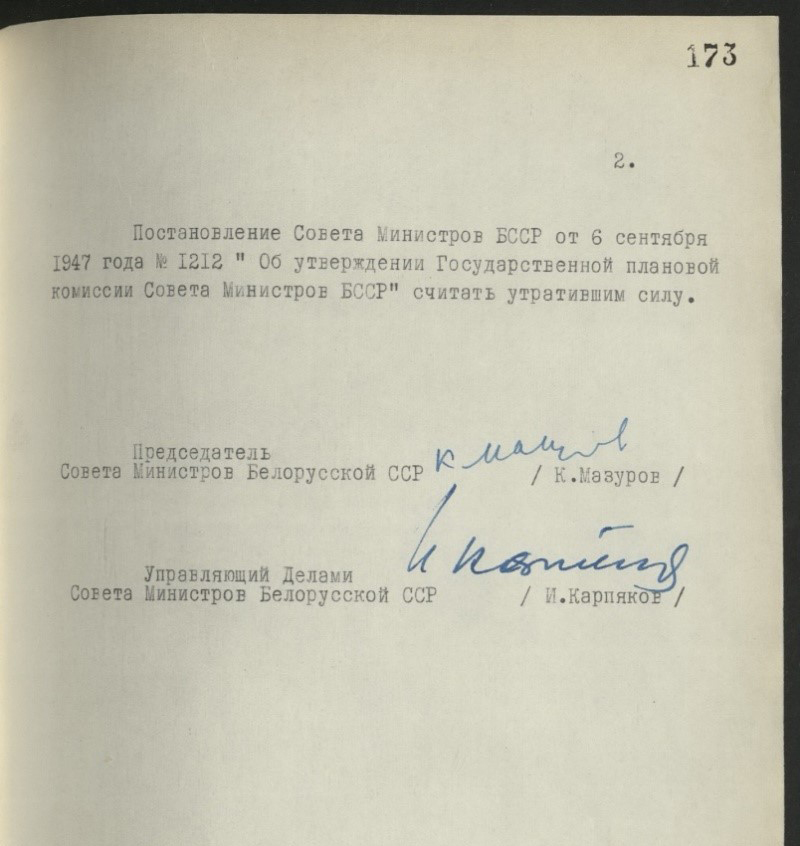 173
2.
Постановление Совета Министров БССР от 6 сентября
1947 года № 1212 " Об утверждении Государственной плановой
комиссии Совета Министров БССР" считать утратившим силу.
Председатель
Совета Министров Белорусской ССР К Мазуров / К.Мазуров /
Управляющий Делами
Совета Министров Белорусской ССР / И.Карпяков /